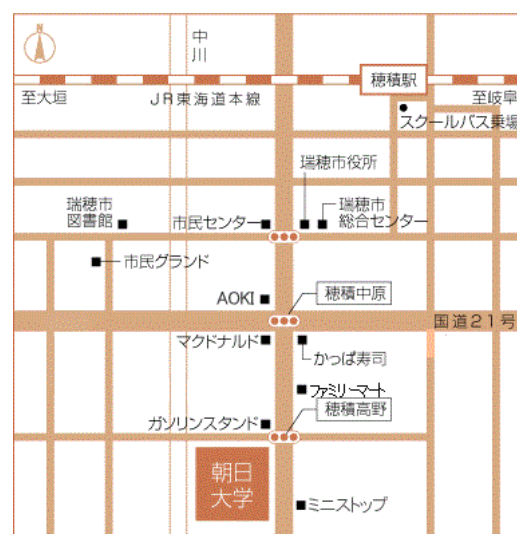 N
中
川
穂積駅
至大垣
JR東海道本線
至岐阜
スクールバス乗場
瑞穂市役所
瑞穂市
図書館
市民センター
瑞穂市
総合センター
市民グランド
AOKI
穂積中原
国道21号
マクドナルド
かっぱ寿司
ファミリーマート
穂積高野
ガソリンスタンド
朝日
大学
ミニストップ